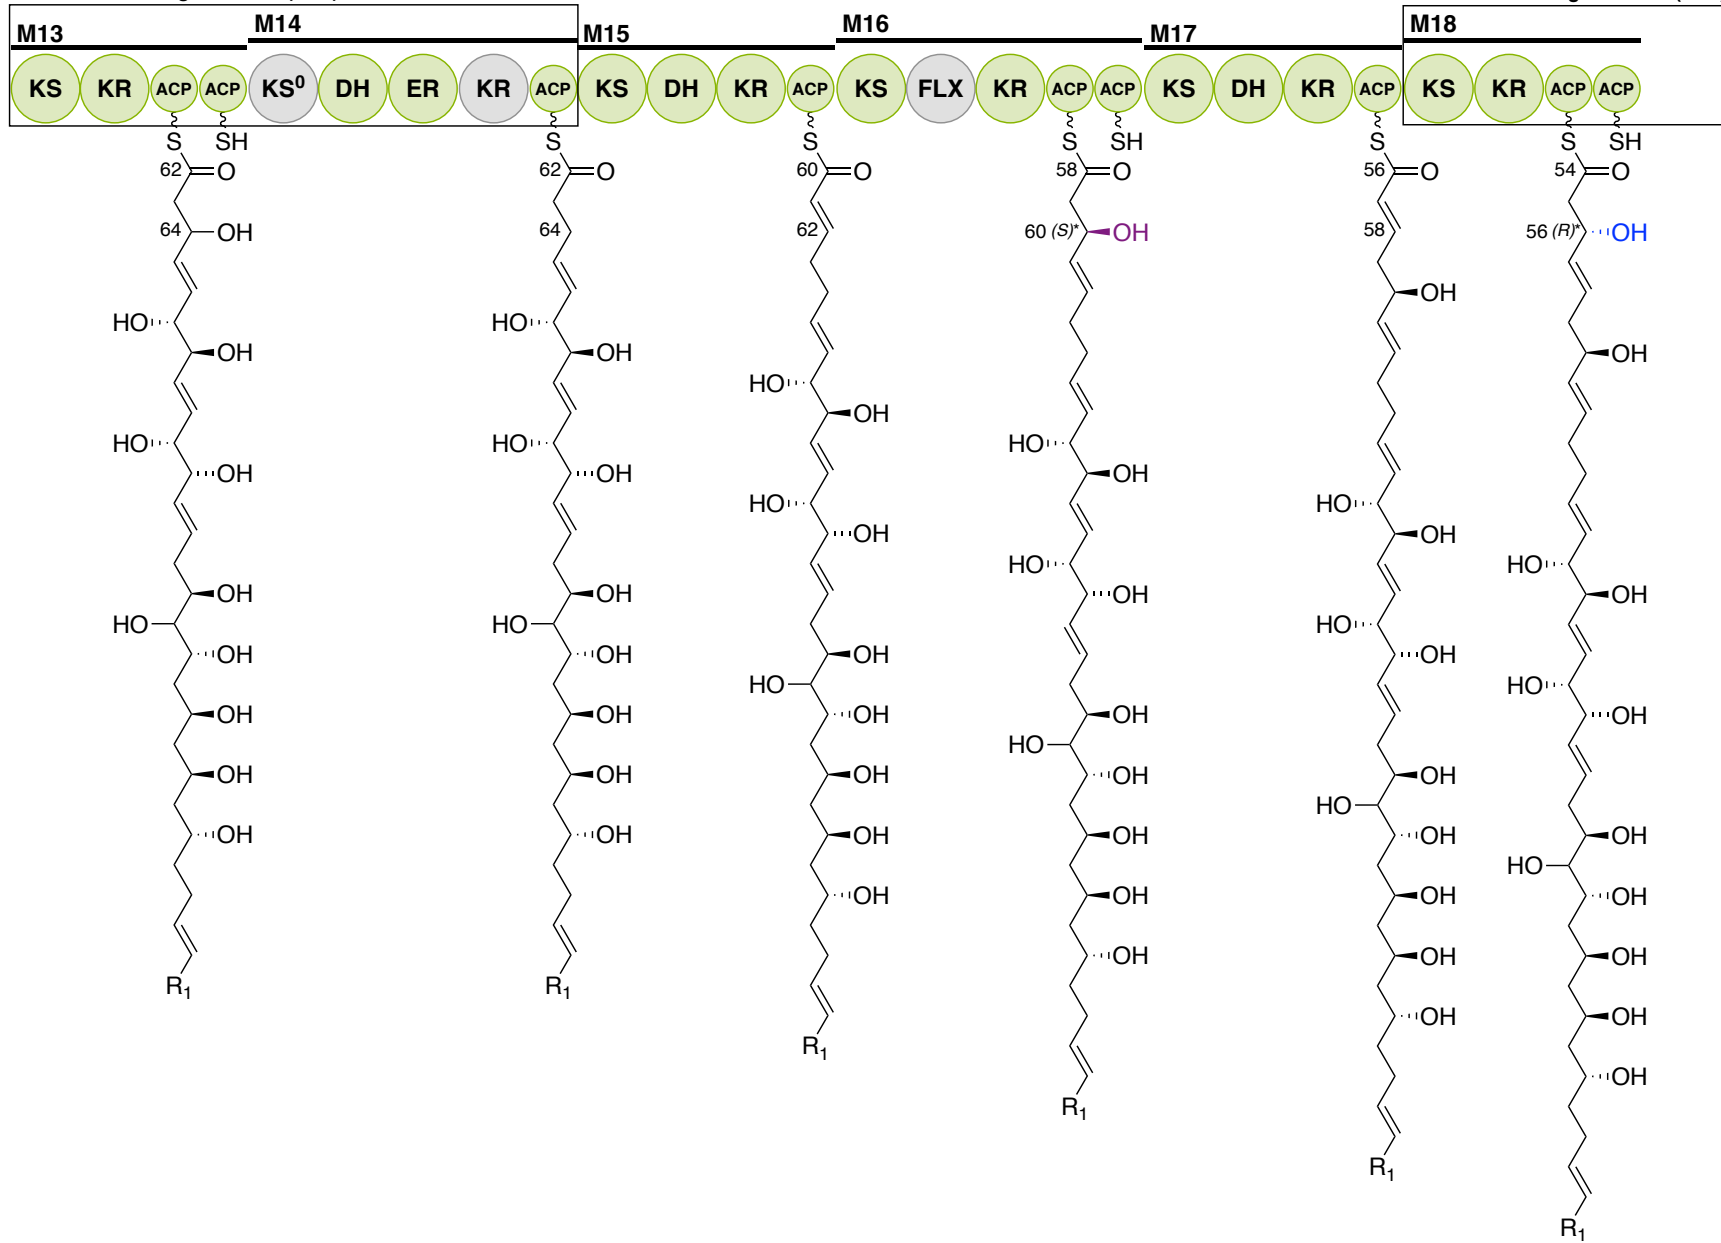 M13 M14 M15 M16 M17 M18
KS KR ACP ACP KS⁰ DH ER KR ACP KS DH KR ACP KS FLX KR ACP ACP KS DH KR ACP KS KR ACP ACP
S SH S S S SH S S SH
62 O 62 O 60 O 58 O 56 O 54 O
64 OH 64 62 60 (S)* OH 58 56 (R)* OH
OH
HO HO
OH OH OH
HO OH
HO HO HO
OH OH OH
HO HO
OH OH HO OH
HO HO
OH OH
HO
OH OH OH
HO HO HO
OH OH OH OH
HO
OH OH OH OH
HO
OH OH OH OH OH
HO
OH OH OH OH OH
HO
OH OH OH OH OH
HO
OH OH OH OH
OH OH OH
R₁ R₁ OH OH
R₁ OH
R₁
R₁
R₁